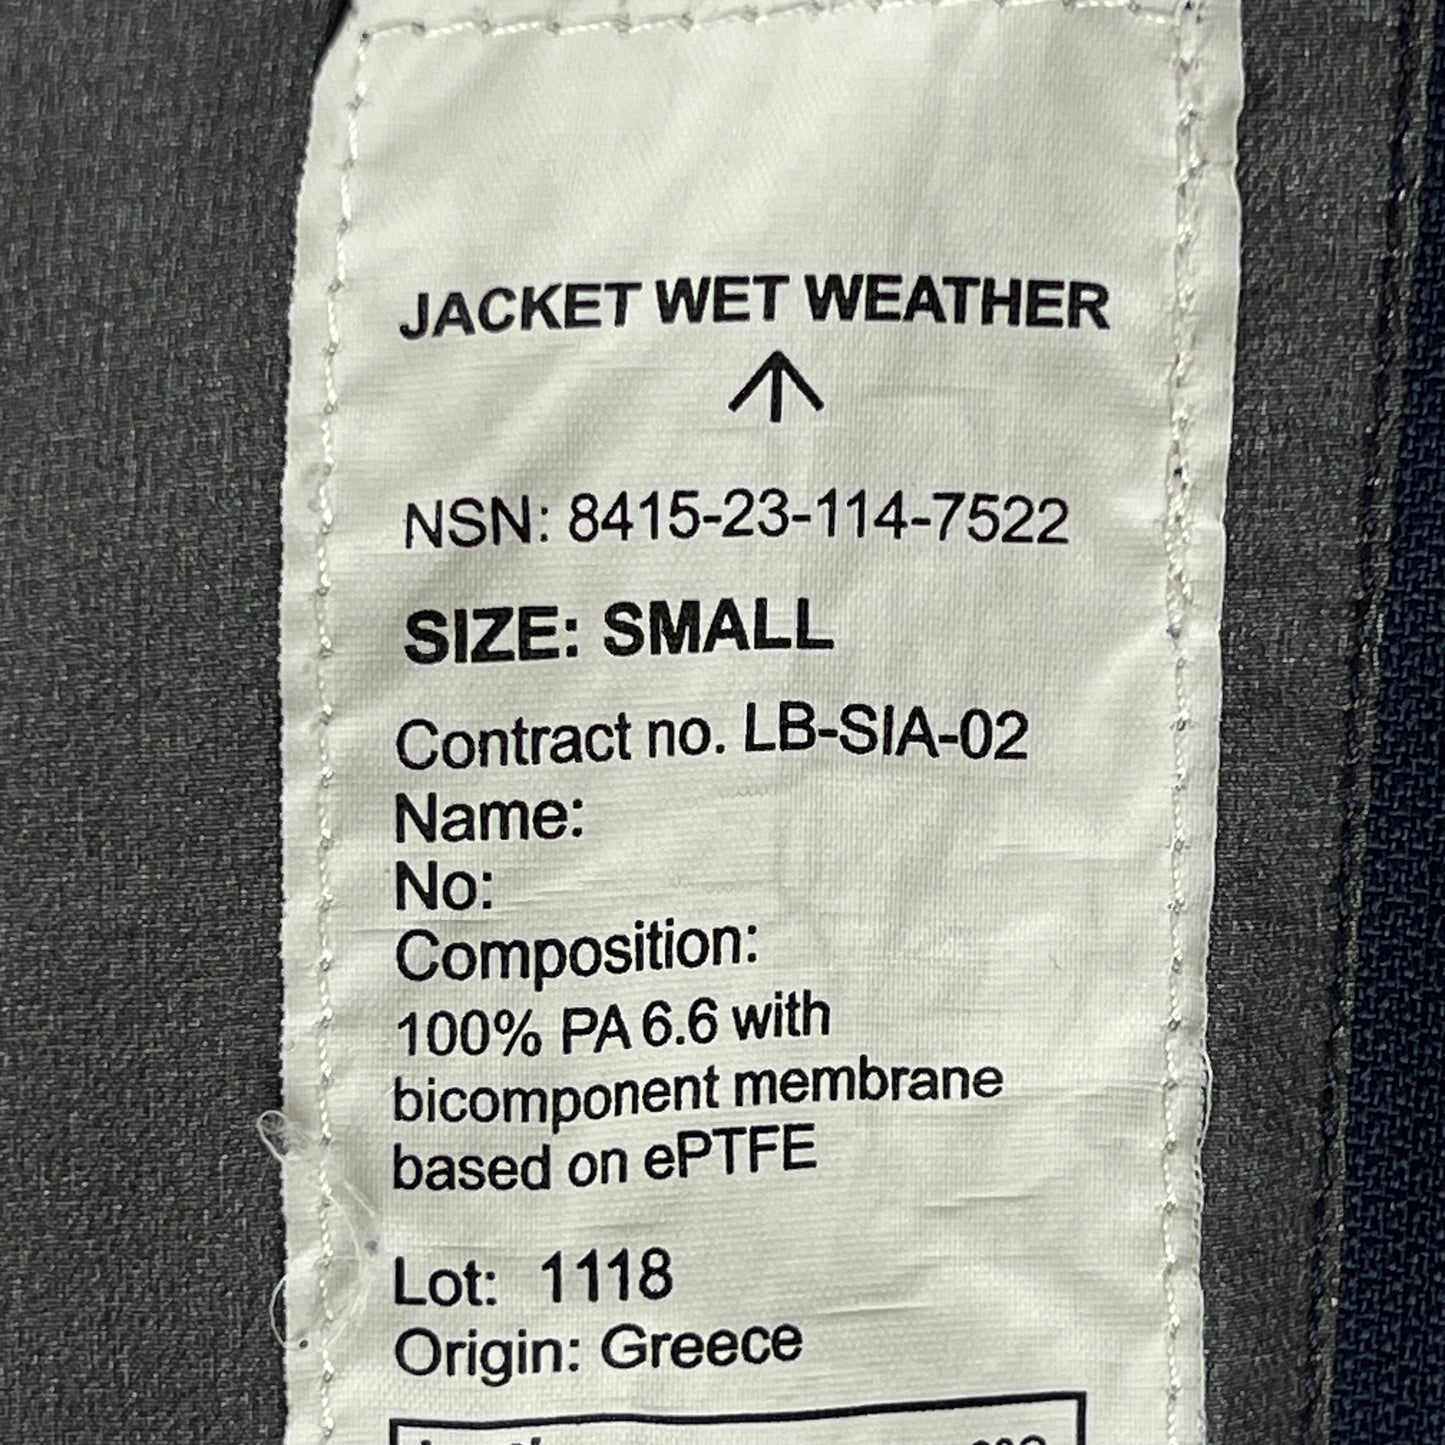 JACKET WET WEATHER
NSN: 8415-23-114-7522
SIZE: SMALL
Contract no. LB-SIA-02
Name:
No:
Composition:
100% PA 6.6 with
bicomponent membrane
based on ePTFE
Lot: 1118
Origin: Greece